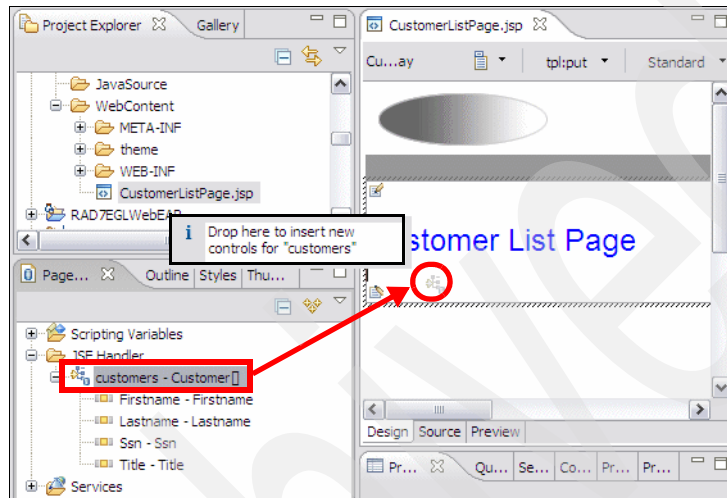 Project Explorer
Gallery
JavaSource
WebContent
META-INF
theme
WEB-INF
CustomerListPage.jsp
RAD7EGLWebEAR
Page...
Outline
Styles
Thu...
Scripting Variables
JSF Handler
customers - Customer[]
Firstname - Firstname
Lastname - Lastname
Ssn - Ssn
Title - Title
Services
CustomerListPage.jsp
Cu...ay
tpl:put
Standard
Drop here to insert new
controls for "customers"
stomer List Page
Design
Source
Preview
Pr...
Qu...
Se...
Co...
Pr...
Pr...